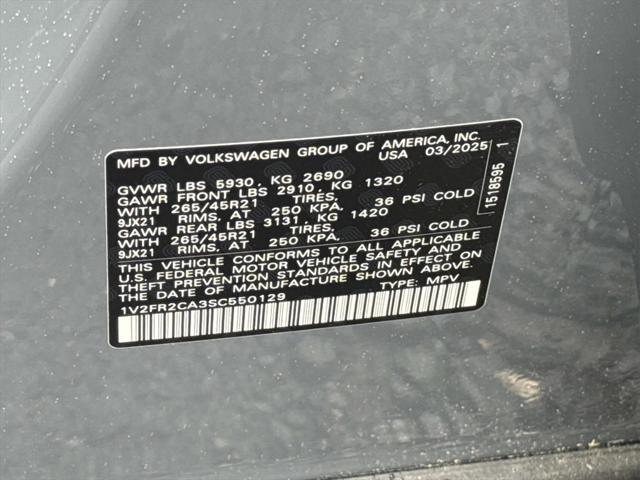 MFD BY VOLKSWAGEN GROUP OF AMERICA, INC.
USA 03/2025
GVWR LBS 5930, KG 2690
GAWR FRONT LBS 2910, KG 1320
WITH 265/45R21 TIRES,
9JX21 RIMS. AT 250 KPA, 36 PSI COLD
GAWR REAR LBS 3131, KG 1420
WITH 265/45R21 TIRES,
9JX21 RIMS. AT 250 KPA, 36 PSI COLD
THIS VEHICLE CONFORMS TO ALL APPLICABLE
U.S. FEDERAL MOTOR VEHICLE SAFETY AND
THEFT PREVENTION STANDARDS IN EFFECT ON
THE DATE OF MANUFACTURE SHOWN ABOVE.
1V2FR2CA3SC550129 TYPE: MPV
1518595 1